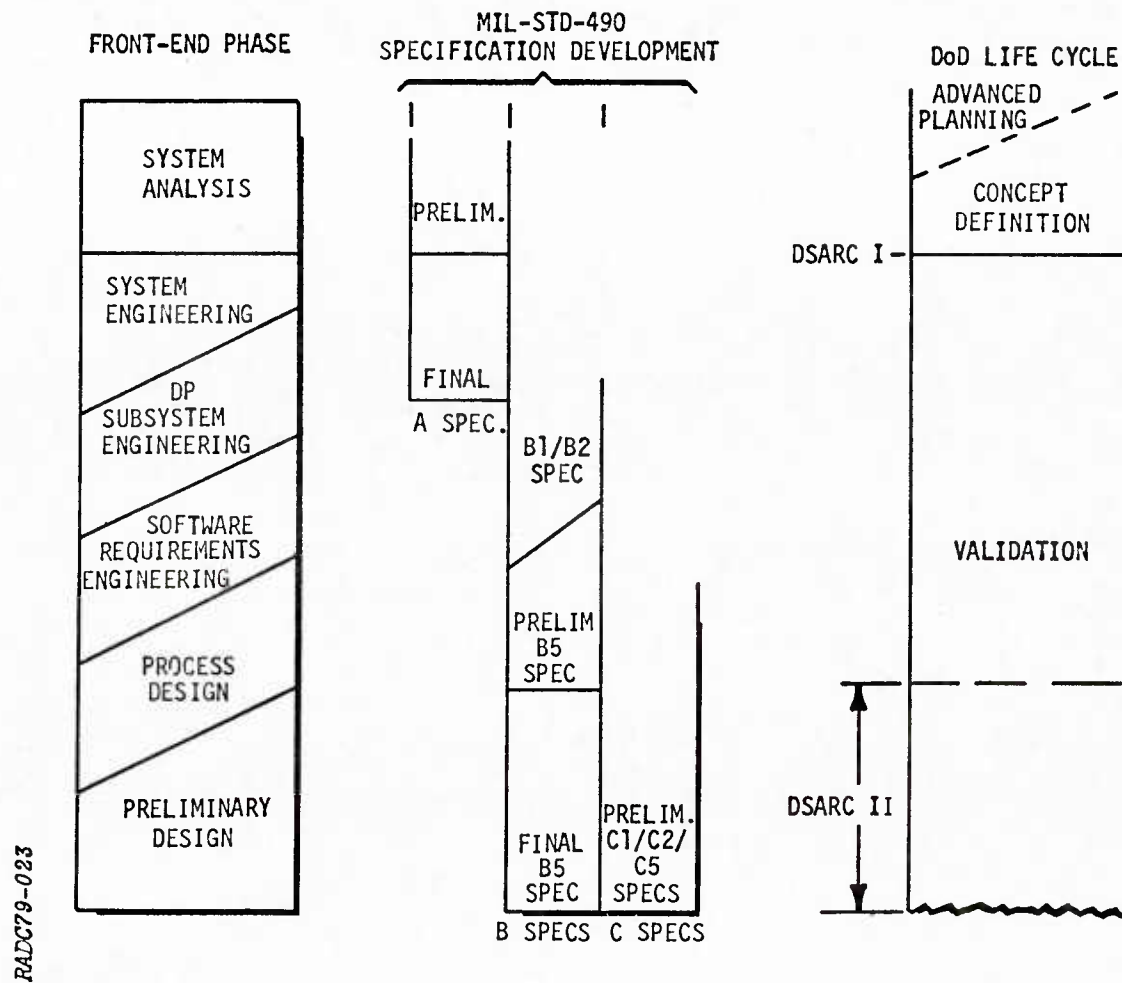 FRONT-END PHASE
SYSTEM
ANALYSIS
SYSTEM
ENGINEERING
DP
SUBSYSTEM
ENGINEERING
SOFTWARE
REQUIREMENTS
ENGINEERING
PROCESS
DESIGN
PRELIMINARY
DESIGN
MIL-STD-490
SPECIFICATION DEVELOPMENT
PRELIM.
FINAL
A SPEC.
B1/B2
SPEC
PRELIM
B5
SPEC
FINAL
B5
SPEC
B SPECS
PRELIM.
C1/C2/
C5
SPECS
C SPECS
DoD LIFE CYCLE
ADVANCED
PLANNING
CONCEPT
DEFINITION
DSARC I
VALIDATION
DSARC II
RADC79-023